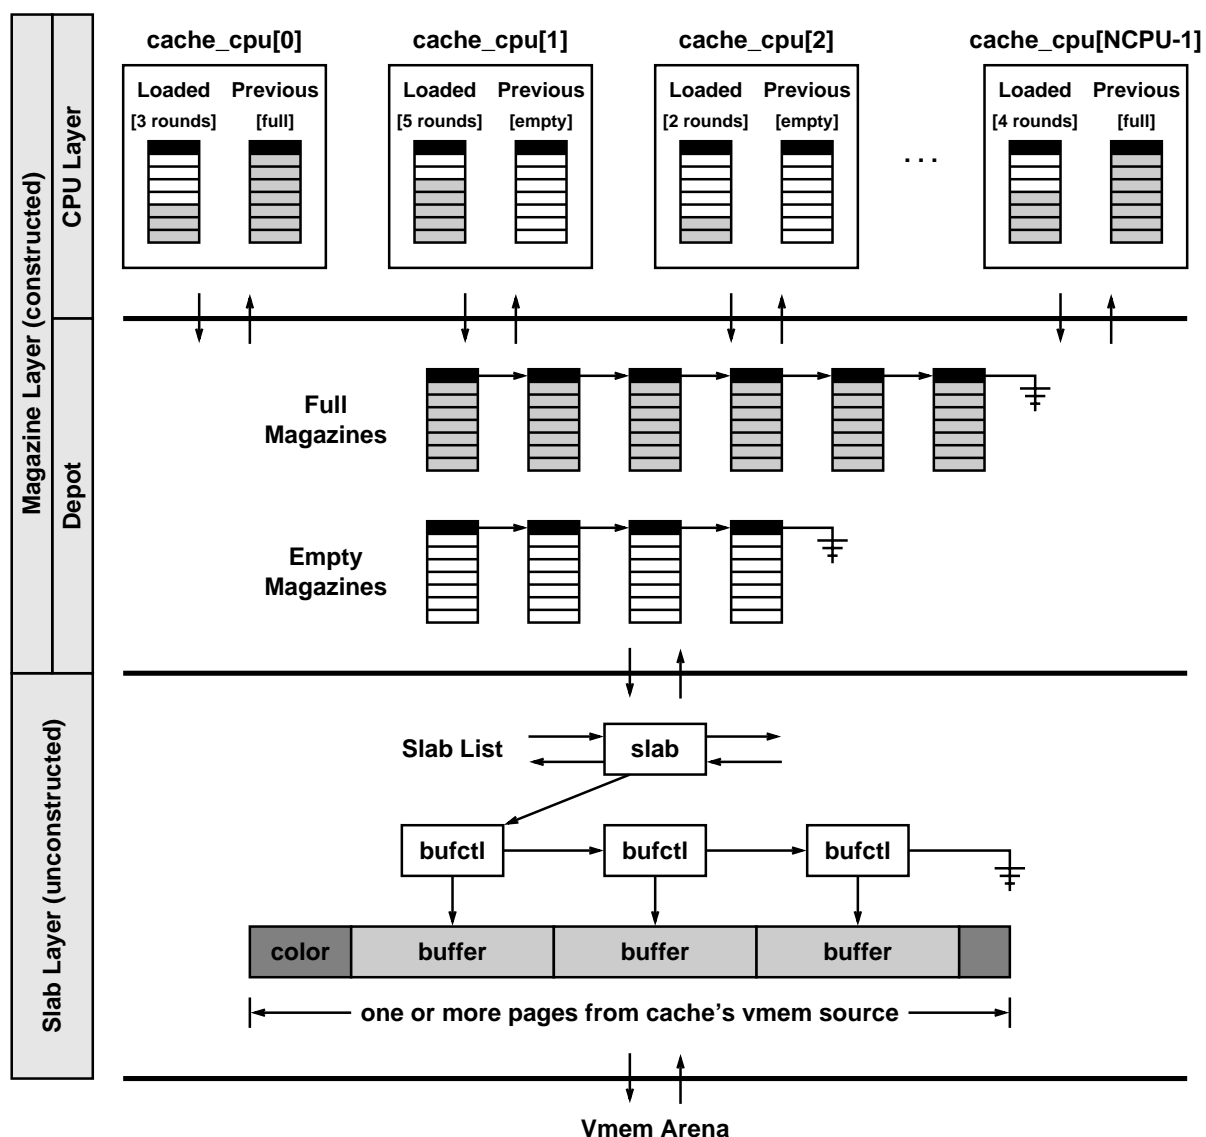 cache_cpu[0]
cache_cpu[1]
cache_cpu[2]
cache_cpu[NCPU-1]
Loaded
Previous
[3 rounds]
[full]
Loaded
Previous
[5 rounds]
[empty]
Loaded
Previous
[2 rounds]
[empty]
. . .
Loaded
Previous
[4 rounds]
[full]
Magazine Layer (constructed)
CPU Layer
Depot
Full
Magazines
Empty
Magazines
Slab Layer (unconstructed)
Slab List
slab
bufctl
bufctl
bufctl
color
buffer
buffer
buffer
one or more pages from cache’s vmem source
Vmem Arena